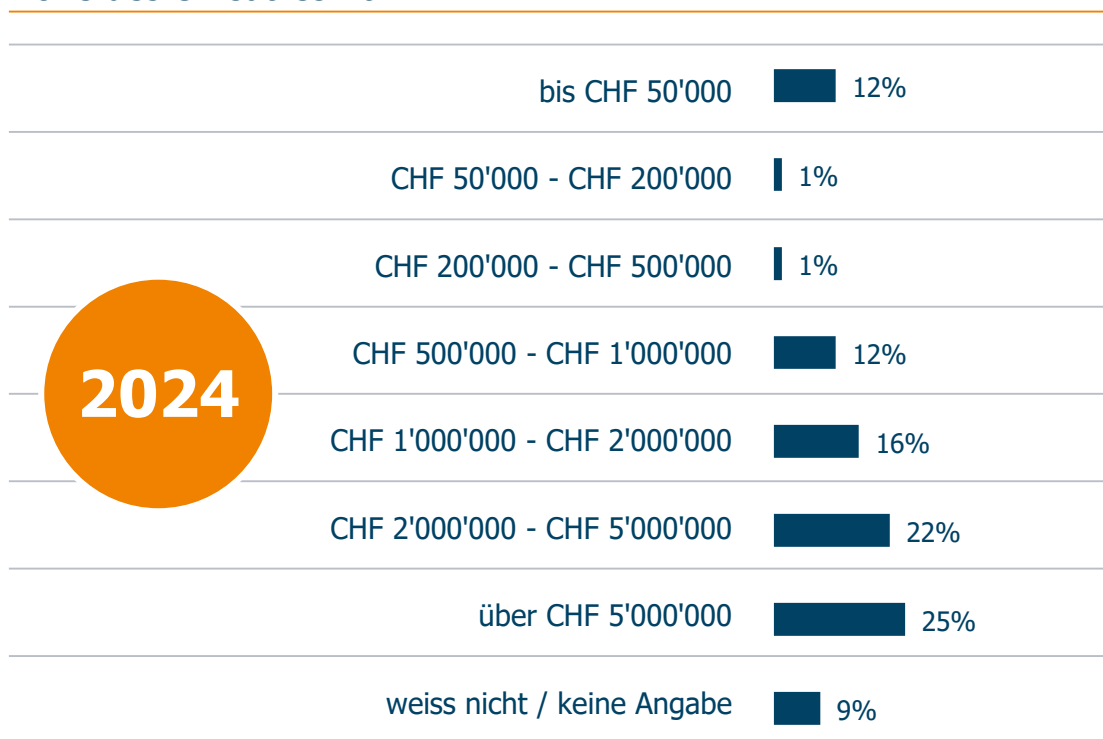 bis CHF 50'000 12%
CHF 50'000 - CHF 200'000 1%
CHF 200'000 - CHF 500'000 1%
CHF 500'000 - CHF 1'000'000 12%
2024
CHF 1'000'000 - CHF 2'000'000 16%
CHF 2'000'000 - CHF 5'000'000 22%
über CHF 5'000'000 25%
weiss nicht / keine Angabe 9%